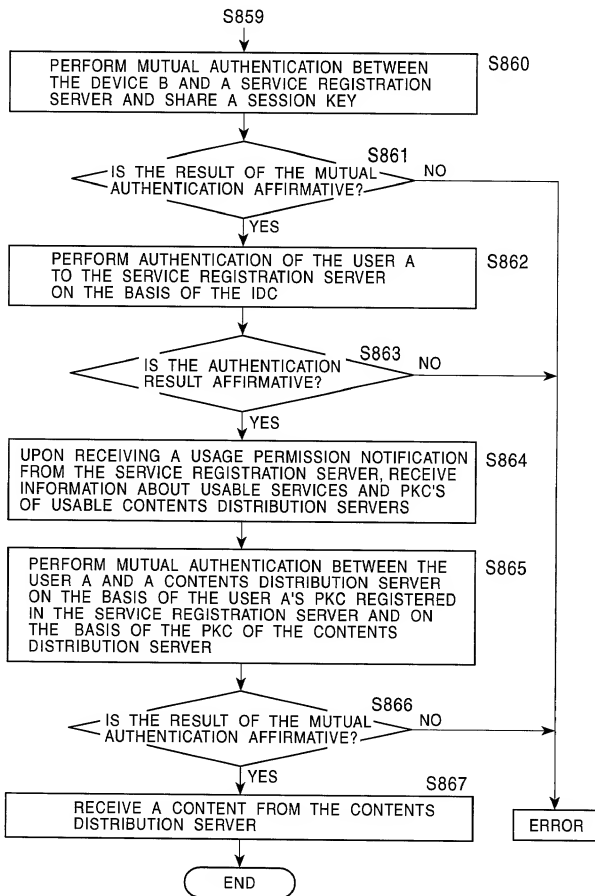 S859
PERFORM MUTUAL AUTHENTICATION BETWEEN
THE DEVICE B AND A SERVICE REGISTRATION
SERVER AND SHARE A SESSION KEY
S860
S861
IS THE RESULT OF THE MUTUAL
AUTHENTICATION AFFIRMATIVE?
NO
YES
PERFORM AUTHENTICATION OF THE USER A
TO THE SERVICE REGISTRATION SERVER
ON THE BASIS OF THE IDC
S862
S863
IS THE AUTHENTICATION
RESULT AFFIRMATIVE?
NO
YES
UPON RECEIVING A USAGE PERMISSION NOTIFICATION
FROM THE SERVICE REGISTRATION SERVER, RECEIVE
INFORMATION ABOUT USABLE SERVICES AND PKC'S
OF USABLE CONTENTS DISTRIBUTION SERVERS
S864
PERFORM MUTUAL AUTHENTICATION BETWEEN THE
USER A AND A CONTENTS DISTRIBUTION SERVER
ON THE BASIS OF THE USER A'S PKC REGISTERED
IN THE SERVICE REGISTRATION SERVER AND ON
THE BASIS OF THE PKC OF THE CONTENTS
DISTRIBUTION SERVER
S865
S866
IS THE RESULT OF THE MUTUAL
AUTHENTICATION AFFIRMATIVE?
NO
YES
S867
RECEIVE A CONTENT FROM THE CONTENTS
DISTRIBUTION SERVER
ERROR
END